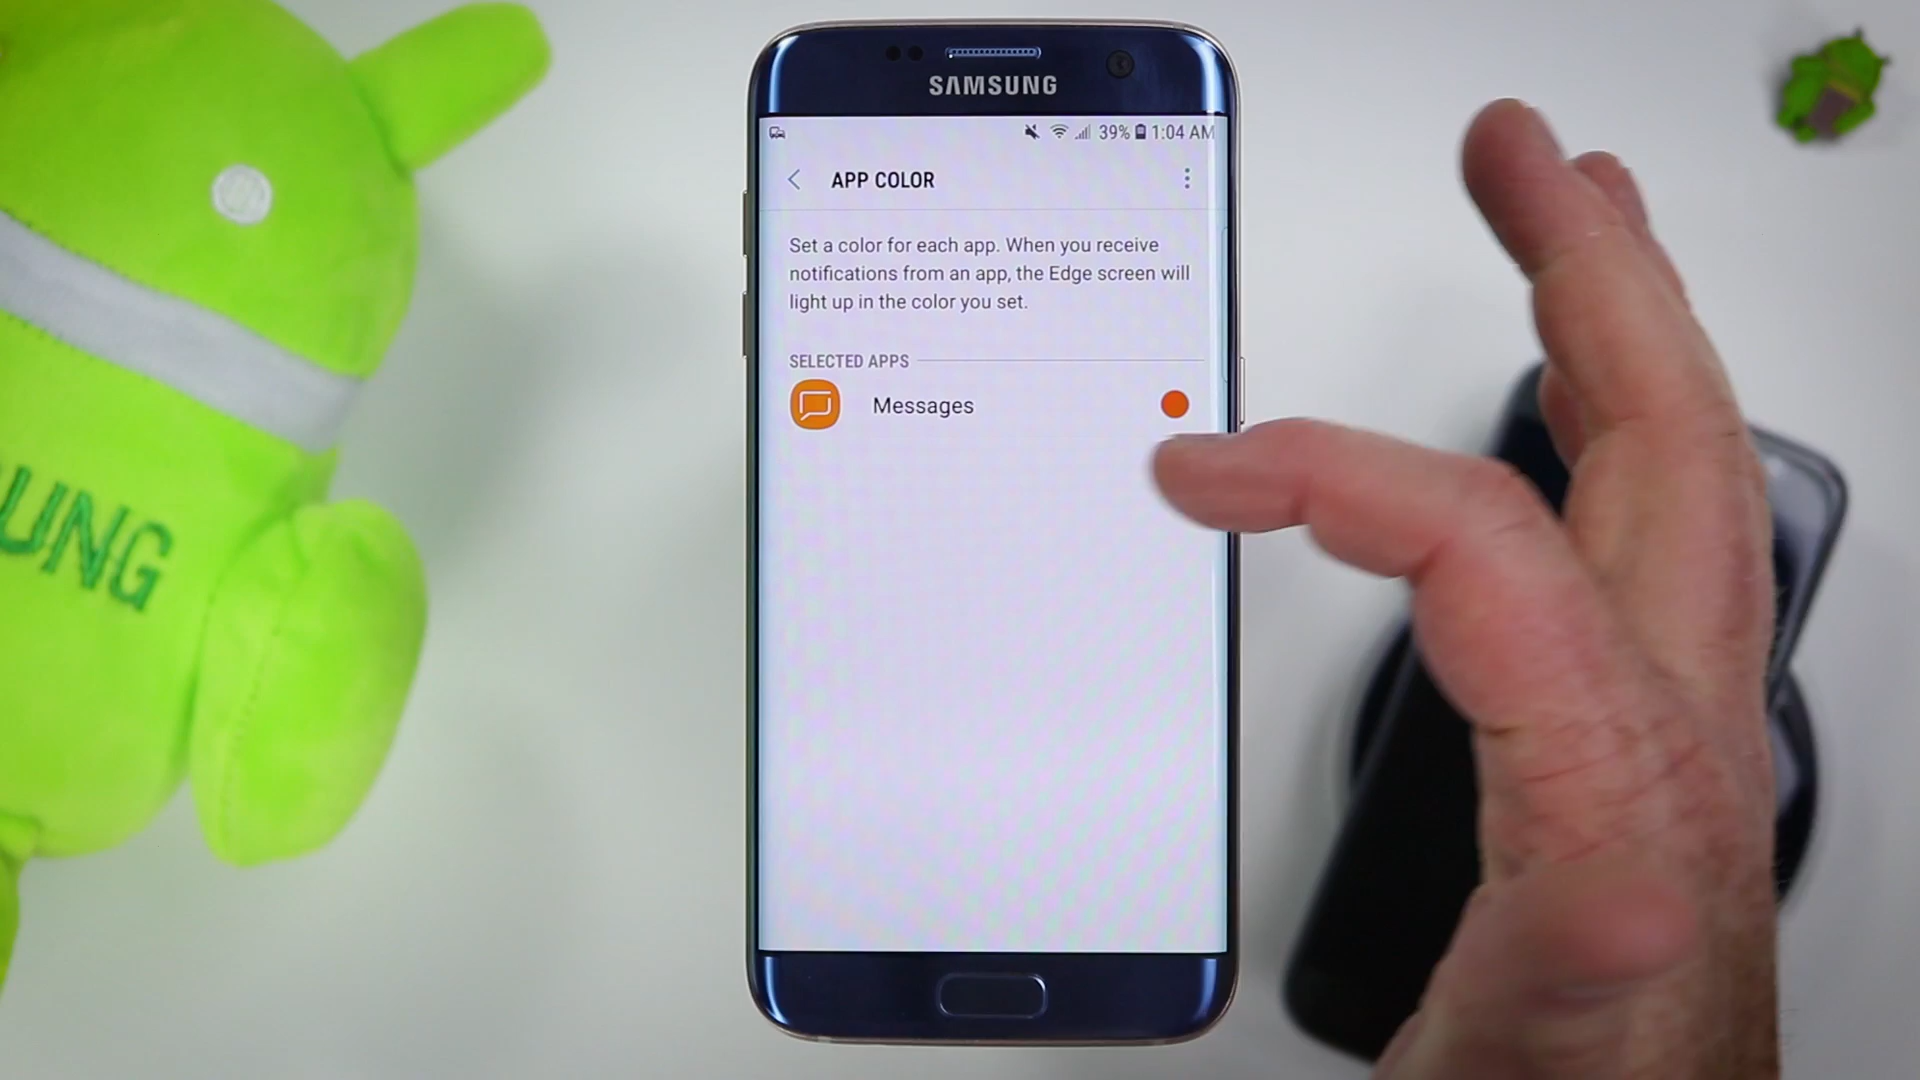 SAMSUNG
39% 1:04 AM
APP COLOR
Set a color for each app. When you receive
notifications from an app, the Edge screen will
light up in the color you set.
SELECTED APPS
Messages
UNG